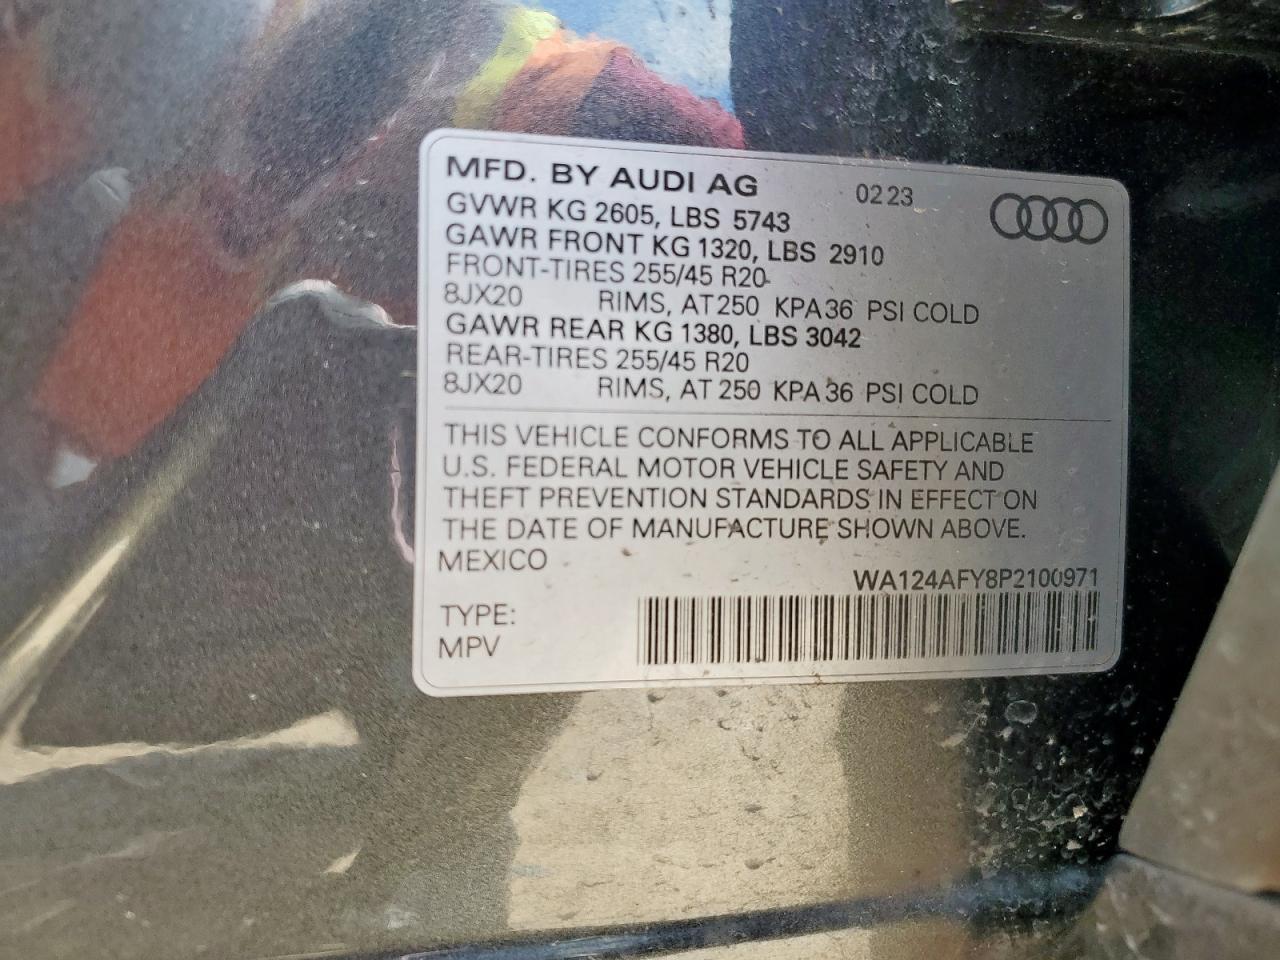 MFD. BY AUDI AG 02 23
GVWR KG 2605, LBS 5743
GAWR FRONT KG 1320, LBS 2910
FRONT-TIRES 255/45 R20
8JX20 RIMS, AT 250 KPA 36 PSI COLD
GAWR REAR KG 1380, LBS 3042
REAR-TIRES 255/45 R20
8JX20 RIMS, AT 250 KPA 36 PSI COLD
THIS VEHICLE CONFORMS TO ALL APPLICABLE
U.S. FEDERAL MOTOR VEHICLE SAFETY AND
THEFT PREVENTION STANDARDS IN EFFECT ON
THE DATE OF MANUFACTURE SHOWN ABOVE.
MEXICO
WA124AFY8P2100971
TYPE:
MPV